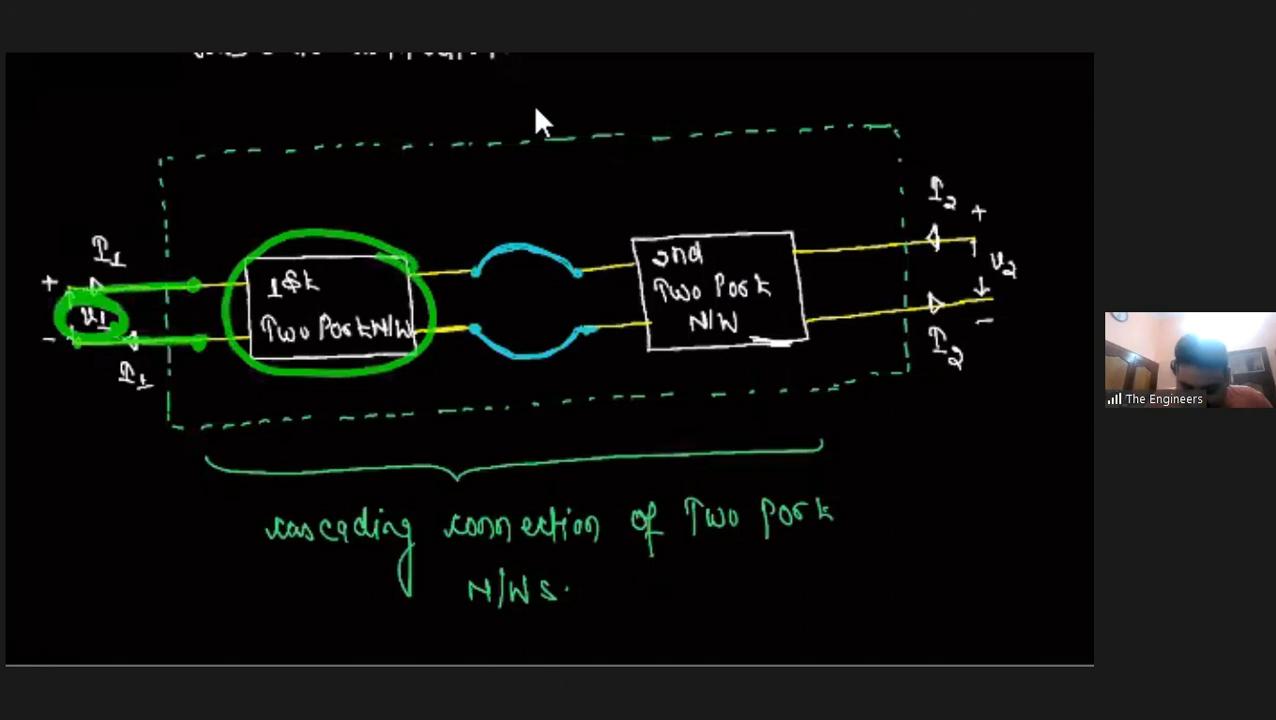 I1
+
V1
-
I1
1st
Two Port N/W
2nd
Two Port
N/W
I2
+
V2
-
I2
cascading connection of Two Port
N/Ws.
The Engineers